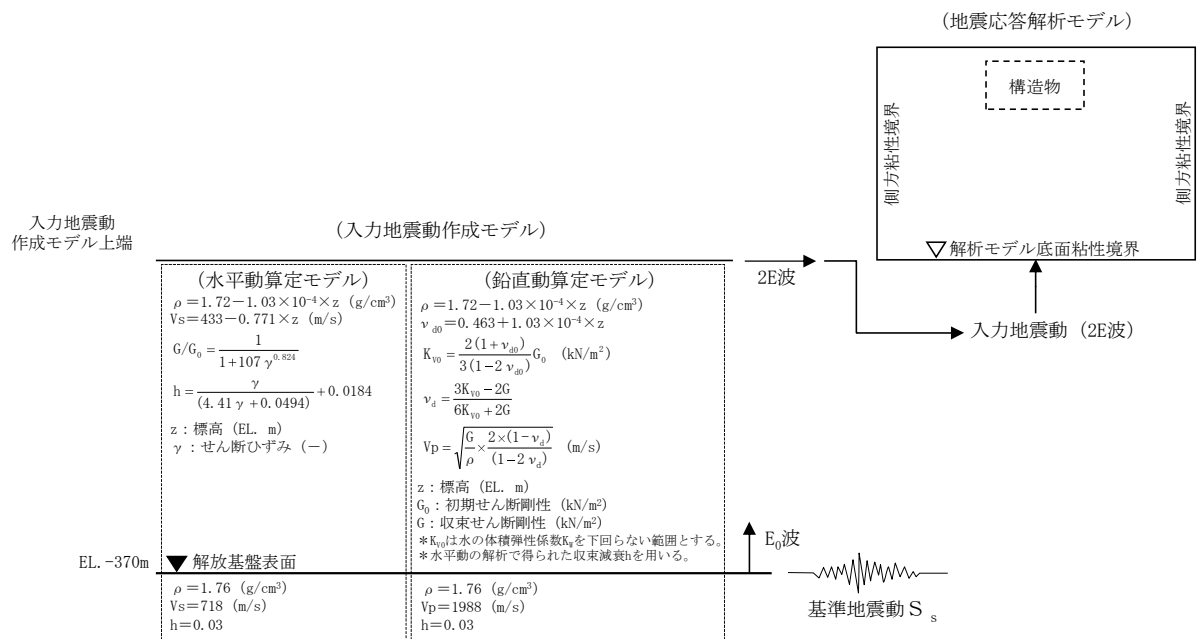 (地震応答解析モデル)
構造物
側方粘性境界
側方粘性境界
▽解析モデル底面粘性境界
入力地震動
作成モデル上端
(入力地震動作成モデル)
2E波
入力地震動 (2E波)
(水平動算定モデル)
ρ=1.72-1.03×10⁻⁴×z (g/cm³)
Vs=433-0.771×z (m/s)
G/G₀ = 1/(1+107 γ^0.824)
h = γ/(4.41 γ+0.0494) +0.0184
z:標高 (EL. m)
γ:せん断ひずみ (-)
(鉛直動算定モデル)
ρ=1.72-1.03×10⁻⁴×z (g/cm³)
ν_d0=0.463+1.03×10⁻⁴×z
K_V0 = 2(1+ν_d0)/3(1-2ν_d0) G₀ (kN/m²)
ν_d = 3K_V0-2G/6K_V0+2G
Vp = √(G/ρ × 2×(1-ν_d)/(1-2ν_d)) (m/s)
z:標高 (EL. m)
G₀:初期せん断剛性 (kN/m²)
G:収束せん断剛性 (kN/m²)
*K_V0は水の体積弾性係数K_Wを下回らない範囲とする。
*水平動の解析で得られた収束減衰hを用いる。
EL.-370m
▼ 解放基盤表面
E₀波
ρ=1.76 (g/cm³)
Vs=718 (m/s)
h=0.03
ρ=1.76 (g/cm³)
Vp=1988 (m/s)
h=0.03
基準地震動Ss